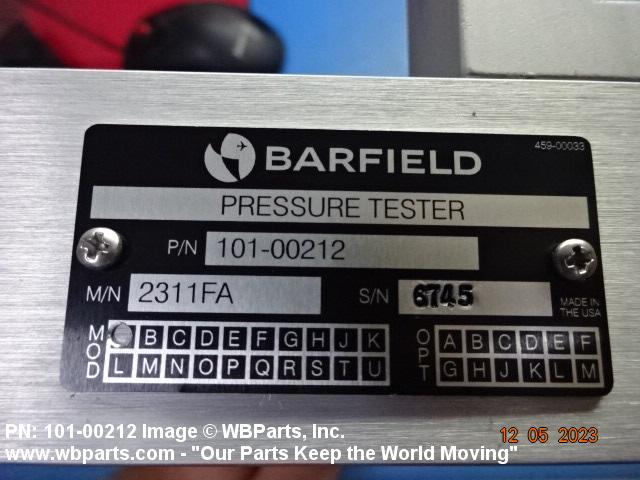 459-00033
BARFIELD
PRESSURE TESTER
P/N 101-00212
M/N 2311FA S/N 6745
MADE IN
THE USA
MOD
B C D E F G H J K
L M N O P Q R S T U
OPT
A B C D E F
G H J K L M
PN: 101-00212 Image © WBParts, Inc.
12 05 2023
www.wbparts.com - "Our Parts Keep the World Moving"